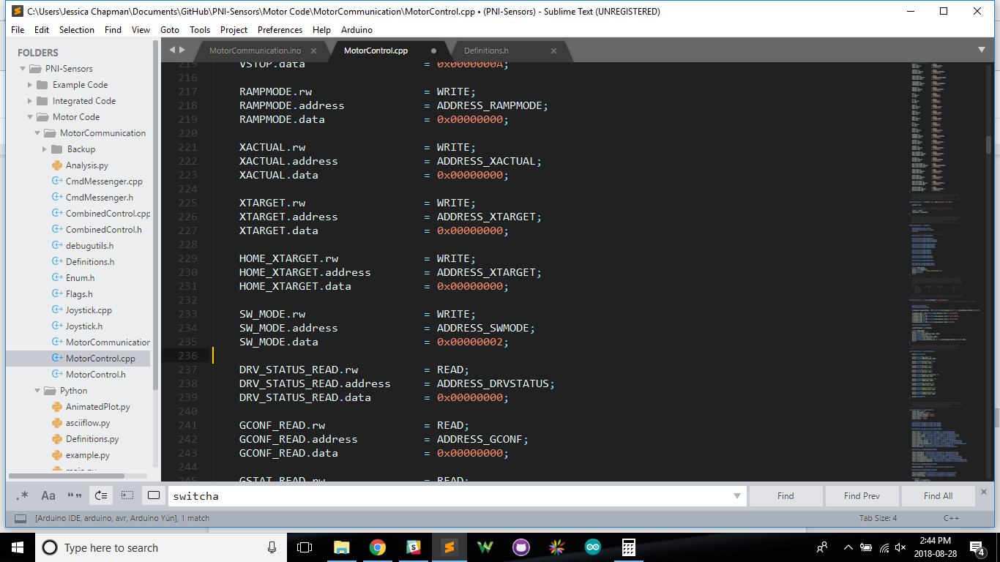 C:\Users\Jessica Chapman\Documents\GitHub\PNI-Sensors\Motor Code\MotorCommunication\MotorControl.cpp • (PNI-Sensors) - Sublime Text (UNREGISTERED)
File Edit Selection Find View Goto Tools Project Preferences Help Arduino
FOLDERS
PNI-Sensors
Example Code
Integrated Code
Motor Code
MotorCommunication
Backup
Analysis.py
CmdMessenger.cpp
CmdMessenger.h
CombinedControl.cpp
CombinedControl.h
debugutils.h
Definitions.h
Enum.h
Flags.h
Joystick.cpp
Joystick.h
MotorCommunication
MotorControl.cpp
MotorControl.h
Python
AnimatedPlot.py
asciiflow.py
Definitions.py
example.py
main.py
MotorCommunication.ino × MotorControl.cpp • Definitions.h ×
215 VSTOP.data = 0x0000000A;
216
217 RAMPMODE.rw = WRITE;
218 RAMPMODE.address = ADDRESS_RAMPMODE;
219 RAMPMODE.data = 0x00000000;
220
221 XACTUAL.rw = WRITE;
222 XACTUAL.address = ADDRESS_XACTUAL;
223 XACTUAL.data = 0x00000000;
224
225 XTARGET.rw = WRITE;
226 XTARGET.address = ADDRESS_XTARGET;
227 XTARGET.data = 0x00000000;
228
229 HOME_XTARGET.rw = WRITE;
230 HOME_XTARGET.address = ADDRESS_XTARGET;
231 HOME_XTARGET.data = 0x00000000;
232
233 SW_MODE.rw = WRITE;
234 SW_MODE.address = ADDRESS_SWMODE;
235 SW_MODE.data = 0x00000002;
236
237 DRV_STATUS_READ.rw = READ;
238 DRV_STATUS_READ.address = ADDRESS_DRVSTATUS;
239 DRV_STATUS_READ.data = 0x00000000;
240
241 GCONF_READ.rw = READ;
242 GCONF_READ.address = ADDRESS_GCONF;
243 GCONF_READ.data = 0x00000000;
244
245 GSTAT_READ.rw = READ;
.* Aa “” switcha Find Find Prev Find All
[Arduino IDE, arduino, avr, Arduino Yún], 1 match Tab Size: 4 C++
Type here to search
2:44 PM
2018-08-28
4